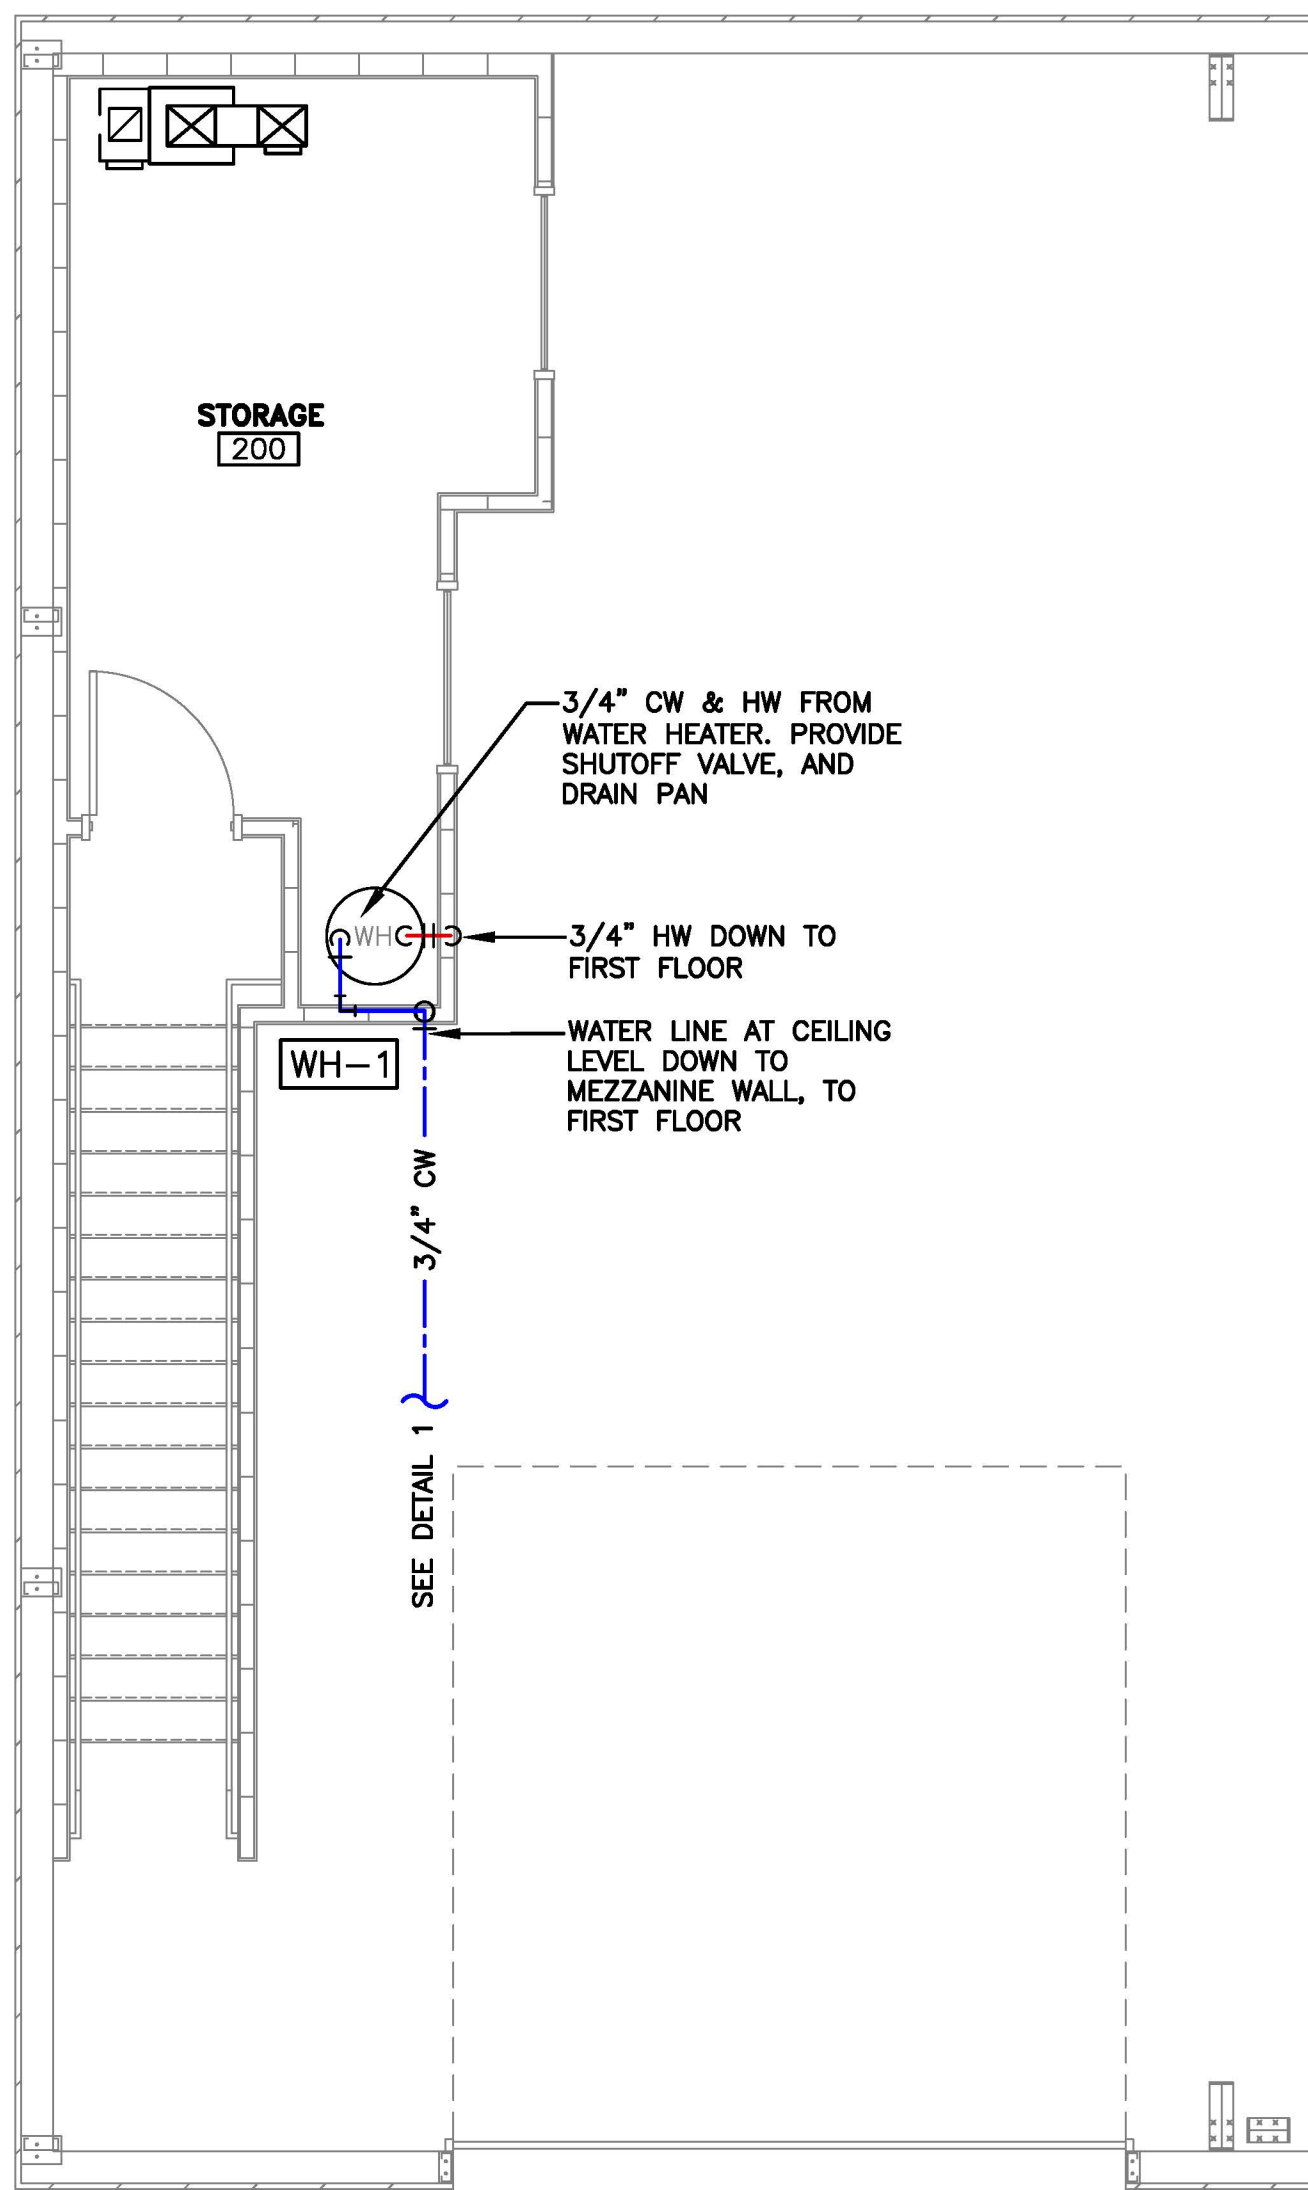 STORAGE
200
3/4" CW & HW FROM
WATER HEATER. PROVIDE
SHUTOFF VALVE, AND
DRAIN PAN
WH
3/4" HW DOWN TO
FIRST FLOOR
WATER LINE AT CEILING
LEVEL DOWN TO
MEZZANINE WALL, TO
FIRST FLOOR
WH-1
3/4" CW
SEE DETAIL 1